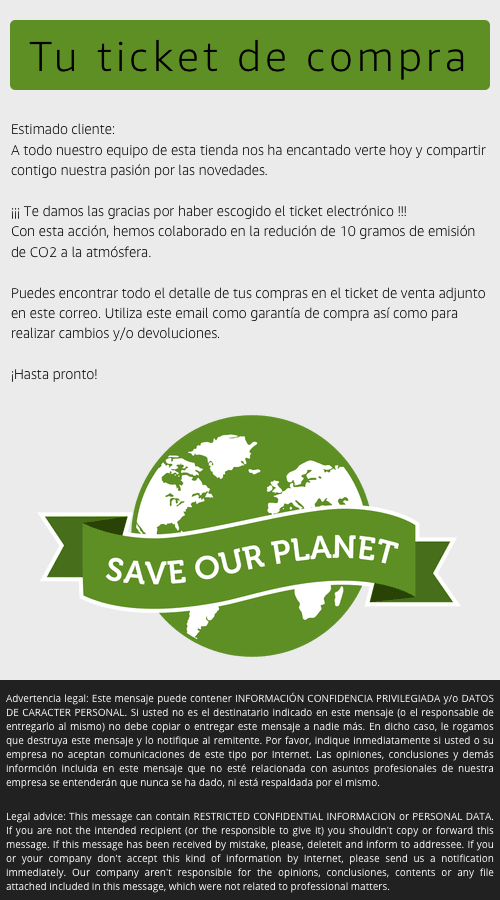 Tu ticket de compra
Estimado cliente:
A todo nuestro equipo de esta tienda nos ha encantado verte hoy y compartir
contigo nuestra pasión por las novedades.
¡¡¡ Te damos las gracias por haber escogido el ticket electrónico !!!
Con esta acción, hemos colaborado en la redución de 10 gramos de emisión
de CO2 a la atmósfera.
Puedes encontrar todo el detalle de tus compras en el ticket de venta adjunto
en este correo. Utiliza este email como garantía de compra así como para
realizar cambios y/o devoluciones.
¡Hasta pronto!
SAVE OUR PLANET
Advertencia legal: Este mensaje puede contener INFORMACIÓN CONFIDENCIA PRIVILEGIADA y/o DATOS
DE CARACTER PERSONAL. Si usted no es el destinatario indicado en este mensaje (o el responsable de
entregarlo al mismo) no debe copiar o entregar este mensaje a nadie más. En dicho caso, le rogamos
que destruya este mensaje y lo notifique al remitente. Por favor, indique inmediatamente si usted o su
empresa no aceptan comunicaciones de este tipo por Internet. Las opiniones, conclusiones y demás
informción incluida en este mensaje que no esté relacionada con asuntos profesionales de nuestra
empresa se entenderán que nunca se ha dado, ni está respaldada por el mismo.
Legal advice: This message can contain RESTRICTED CONFIDENTIAL INFORMACION or PERSONAL DATA.
If you are not the intended recipient (or the responsible to give it) you shouldn't copy or forward this
message. If this message has been received by mistake, please, deleteit and inform to addressee. If you
or your company don't accept this kind of information by Internet, please send us a notification
immediately. Our company aren't responsible for the opinions, conclusions, contents or any file
attached included in this message, which were not related to professional matters.